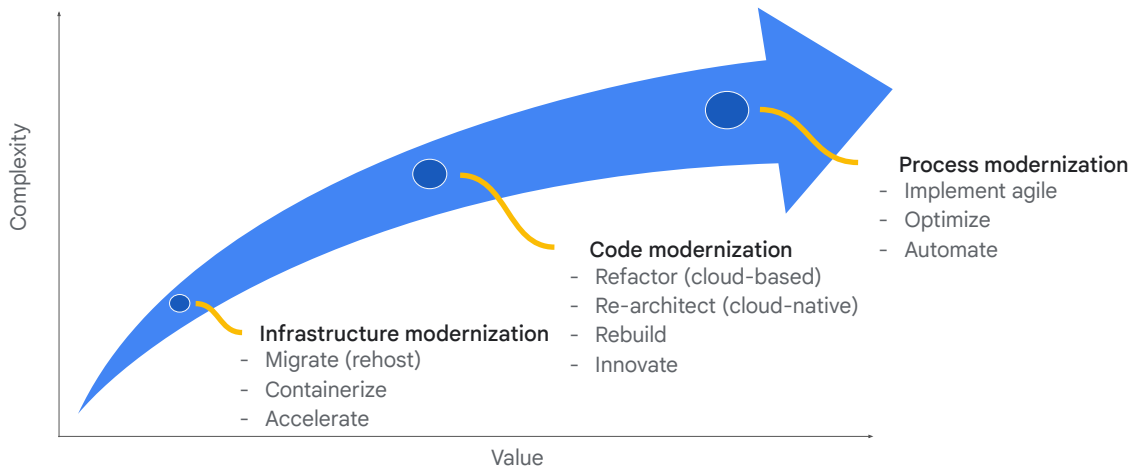 Complexity
Process modernization
- Implement agile
- Optimize
- Automate
Code modernization
- Refactor (cloud-based)
- Re-architect (cloud-native)
- Rebuild
- Innovate
Infrastructure modernization
- Migrate (rehost)
- Containerize
- Accelerate
Value